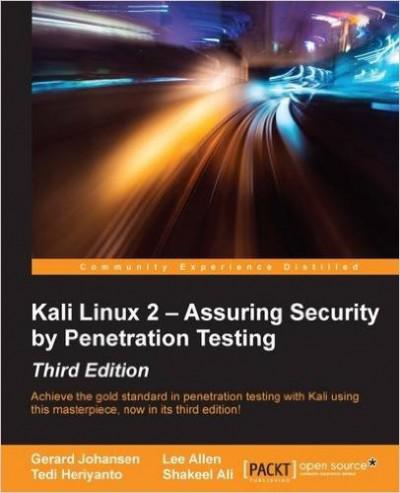 Community Experience Distilled
Kali Linux 2 – Assuring Security
by Penetration Testing
Third Edition
Achieve the gold standard in penetration testing with Kali using
this masterpiece, now in its third edition!
Gerard Johansen Lee Allen
Tedi Heriyanto Shakeel Ali
[PACKT]
PUBLISHING
open source*